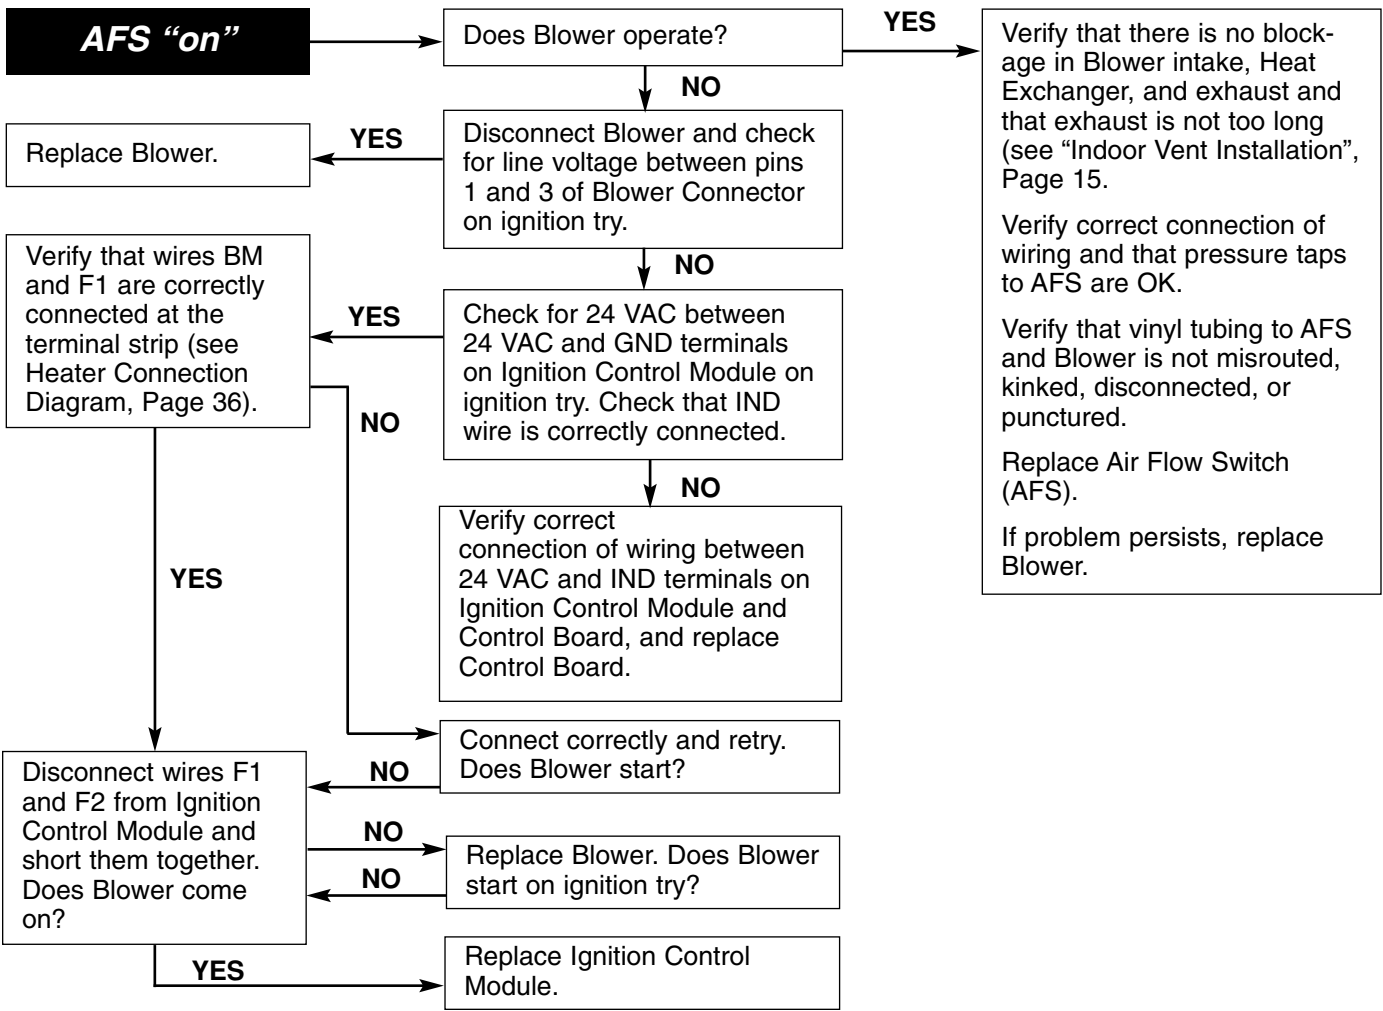 AFS “on”
Does Blower operate?
YES
NO
Verify that there is no block-
age in Blower intake, Heat
Exchanger, and exhaust and
that exhaust is not too long
(see “Indoor Vent Installation”,
Page 15.
Verify correct connection of
wiring and that pressure taps
to AFS are OK.
Verify that vinyl tubing to AFS
and Blower is not misrouted,
kinked, disconnected, or
punctured.
Replace Air Flow Switch
(AFS).
If problem persists, replace
Blower.
Disconnect Blower and check
for line voltage between pins
1 and 3 of Blower Connector
on ignition try.
YES
Replace Blower.
NO
Check for 24 VAC between
24 VAC and GND terminals
on Ignition Control Module on
ignition try. Check that IND
wire is correctly connected.
YES
Verify that wires BM
and F1 are correctly
connected at the
terminal strip (see
Heater Connection
Diagram, Page 36).
NO
NO
Verify correct
connection of wiring between
24 VAC and IND terminals on
Ignition Control Module and
Control Board, and replace
Control Board.
YES
Connect correctly and retry.
Does Blower start?
NO
Disconnect wires F1
and F2 from Ignition
Control Module and
short them together.
Does Blower come
on?
NO
Replace Blower. Does Blower
start on ignition try?
NO
YES
Replace Ignition Control
Module.